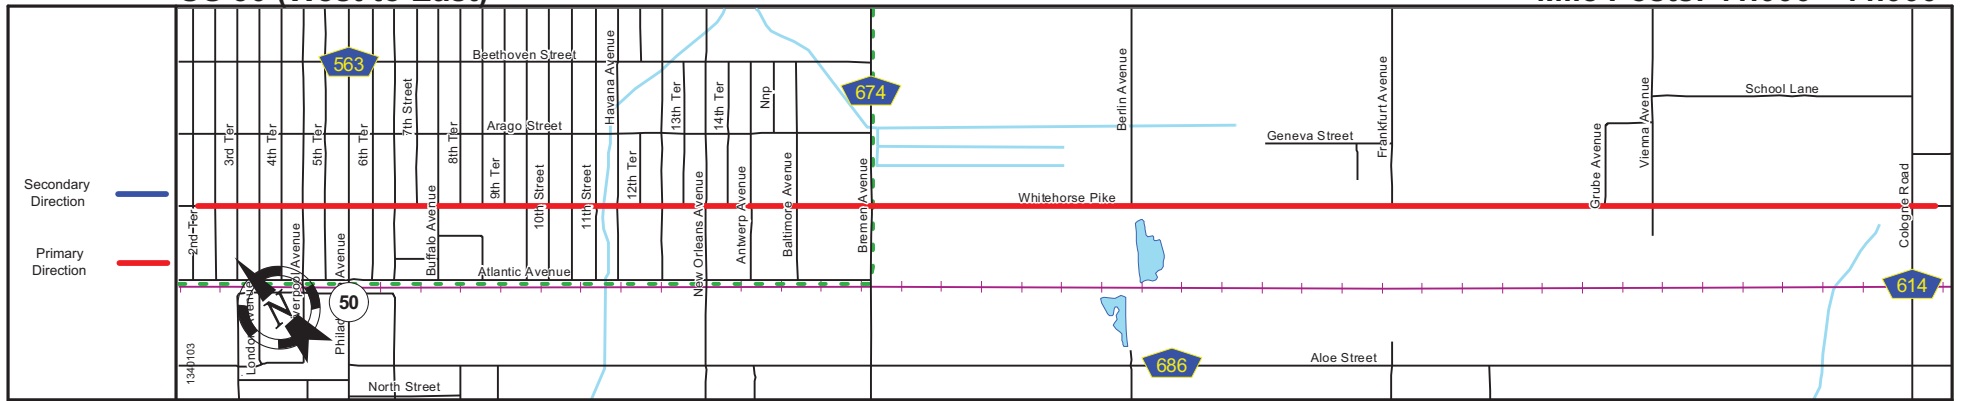 Beethoven Street
563
674
Havana Avenue
Berlin Avenue
Frankfurt Avenue
Vienna Avenue
School Lane
7th Street
13th Ter
14th Ter
Nnp
Arago Street
Geneva Street
3rd Ter
4th Ter
5th Ter
6th Ter
8th Ter
9th Ter
10th Street
11th Street
12th Ter
New Orleans Avenue
Antwerp Avenue
Baltimore Avenue
Bremen Avenue
Grube Avenue
Cologne Road
Secondary
Direction
Whitehorse Pike
2nd Ter
Buffalo Avenue
Primary
Direction
Atlantic Avenue
Avenue
50
614
N
1340103
686
Aloe Street
North Street